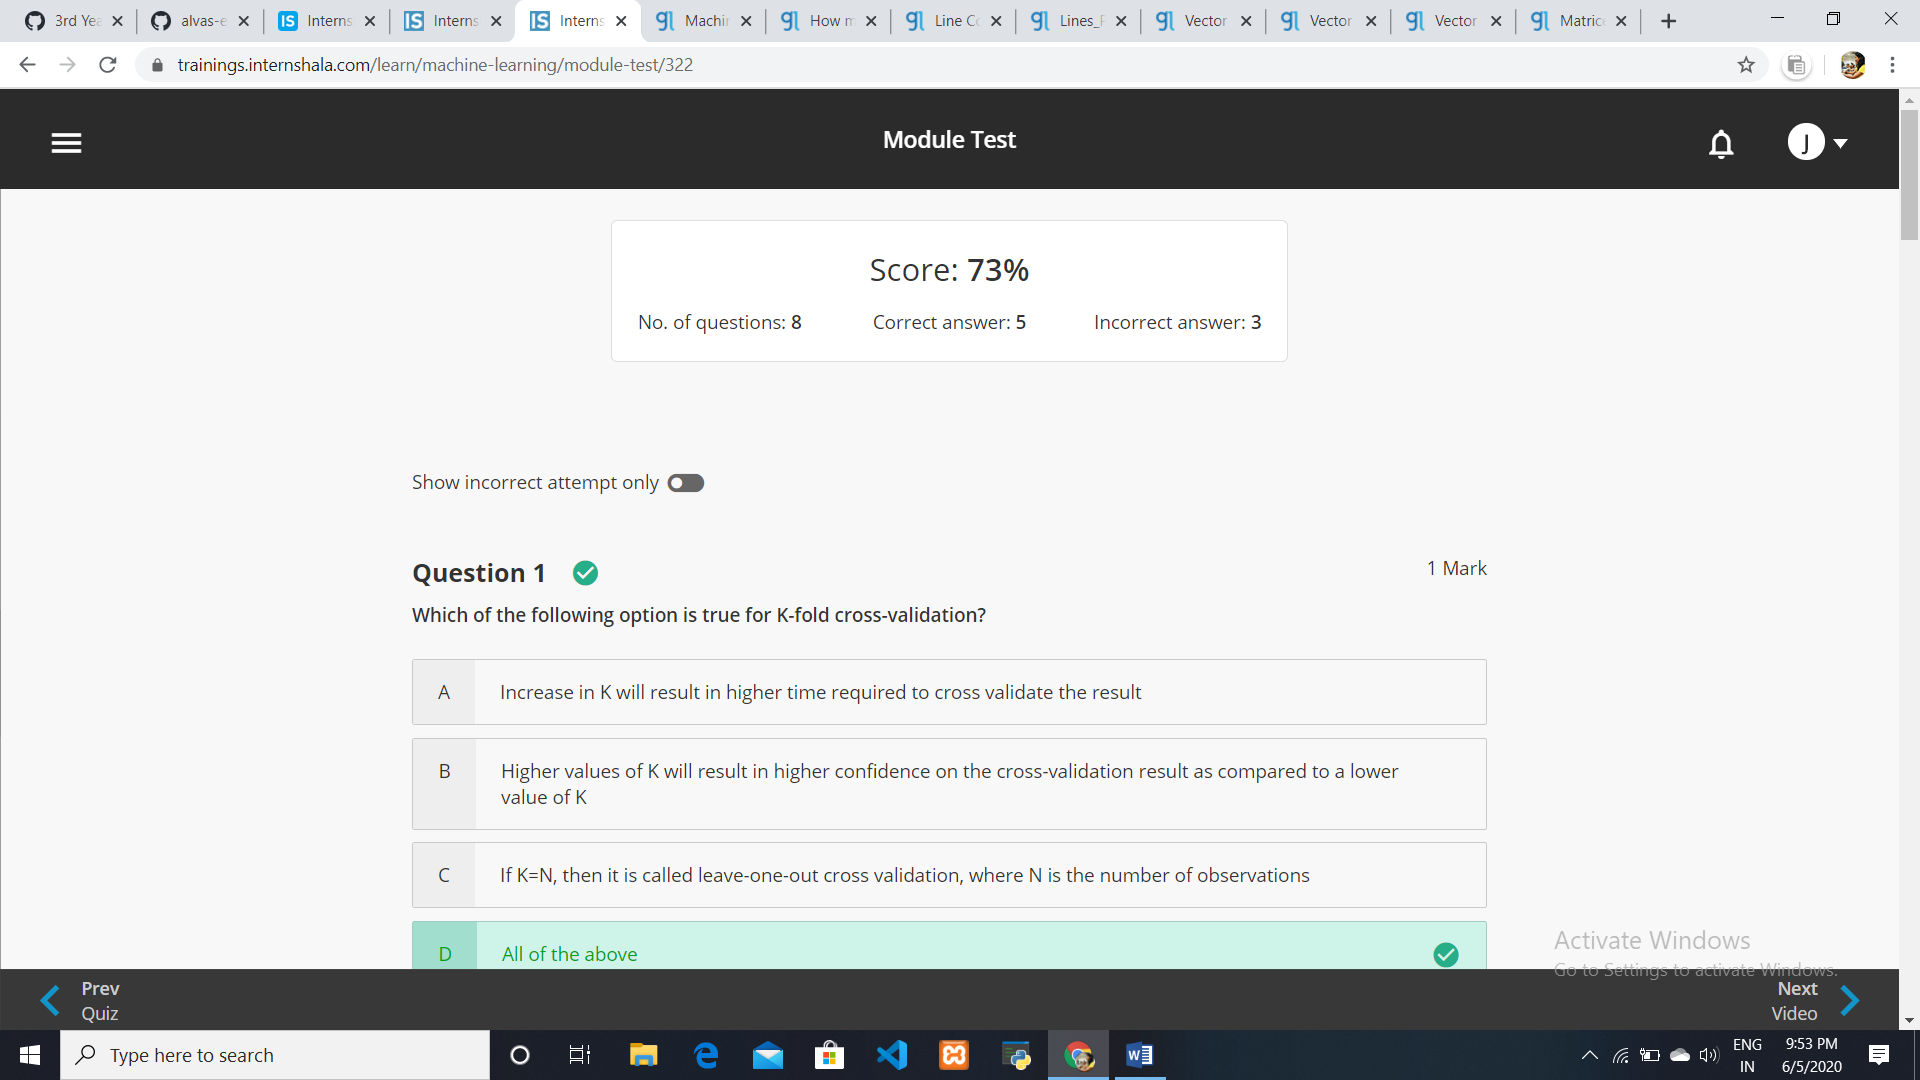 3rd Yea
alvas-e
Interns
Interns
Interns
Machin
How m
Line Co
Lines_P
Vector
Vector
Vector
Matrice
trainings.internshala.com/learn/machine-learning/module-test/322
Module Test
J
Score: 73%
No. of questions: 8
Correct answer: 5
Incorrect answer: 3
Show incorrect attempt only
Question 1
1 Mark
Which of the following option is true for K-fold cross-validation?
A
Increase in K will result in higher time required to cross validate the result
B
Higher values of K will result in higher confidence on the cross-validation result as compared to a lower
value of K
C
If K=N, then it is called leave-one-out cross validation, where N is the number of observations
D
All of the above
Activate Windows
Go to Settings to activate Windows.
Prev
Quiz
Next
Video
Type here to search
ENG
IN
9:53 PM
6/5/2020